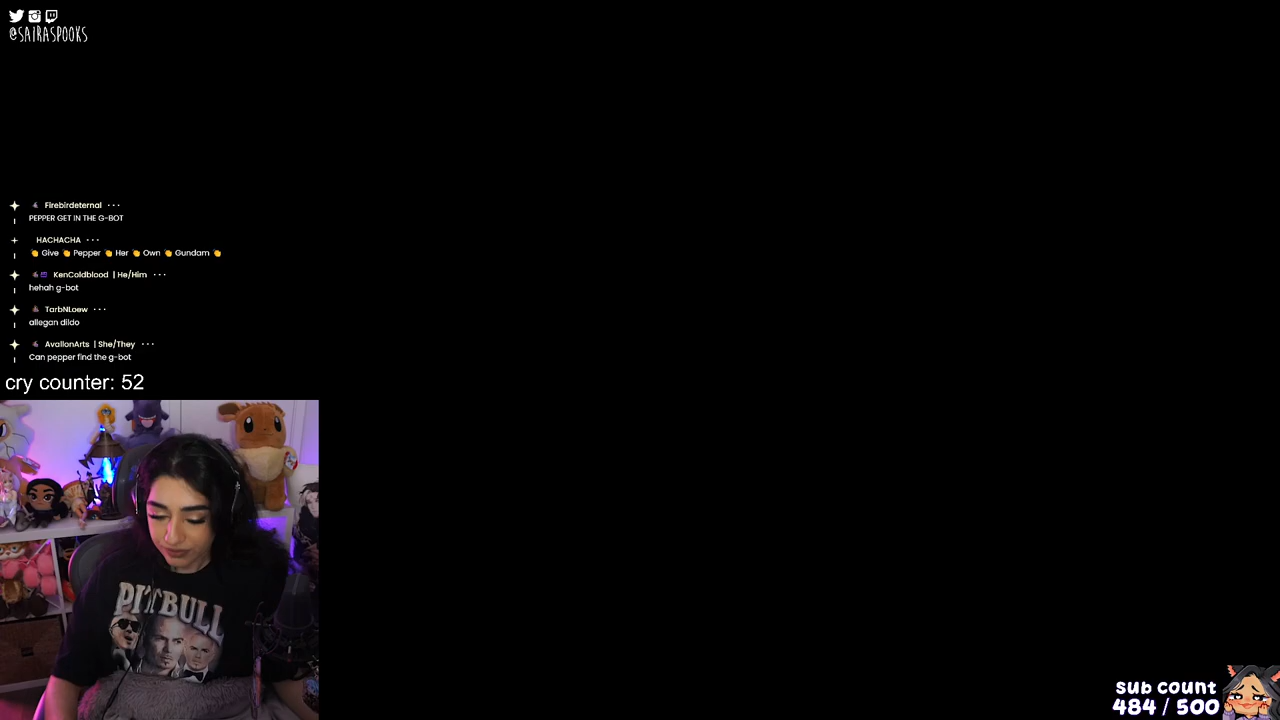 @SAIRASPOOKS
Firebirdeternal
PEPPER GET IN THE G-BOT
HACHACHA
👏 Give 👏 Pepper 👏 Her 👏 Own 👏 Gundam 👏
KenColdblood | He/Him
hehah g-bot
TarbNLoew
allegan dildo
AvallonArts | She/They
Can pepper find the g-bot
cry counter: 52
PITBULL
sub count
484 / 500